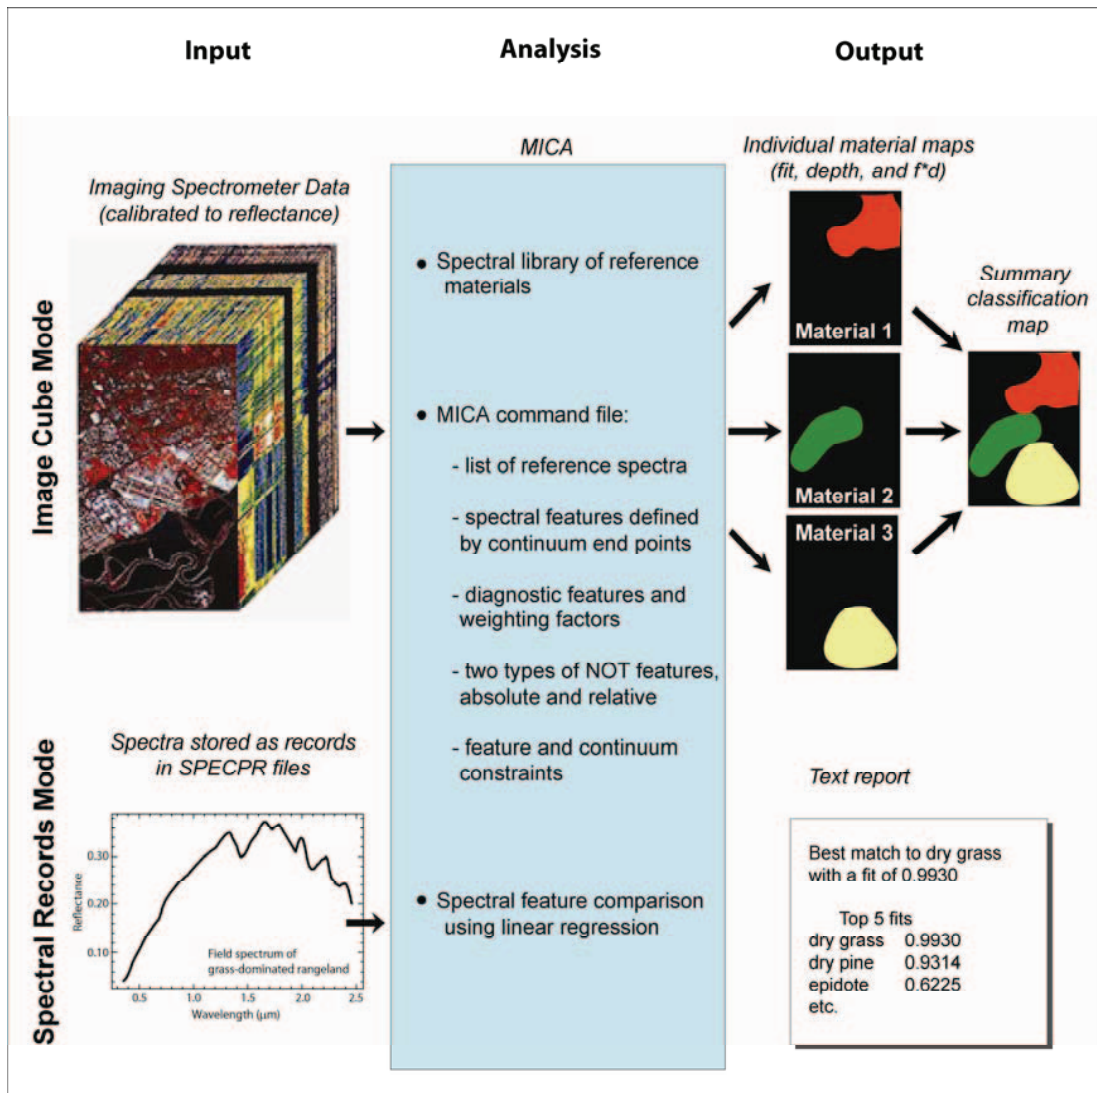 Input
Analysis
Output
Image Cube Mode
Imaging Spectrometer Data
(calibrated to reflectance)
MICA
● Spectral library of reference
materials
● MICA command file:
- list of reference spectra
- spectral features defined
by continuum end points
- diagnostic features and
weighting factors
- two types of NOT features,
absolute and relative
- feature and continuum
constraints
● Spectral feature comparison
using linear regression
Individual material maps
(fit, depth, and f*d)
Material 1
Material 2
Material 3
Summary
classification
map
Spectral Records Mode
Spectra stored as records
in SPECPR files
Reflectance
0.30
0.20
0.10
Field spectrum of
grass-dominated rangeland
0.5 1.0 1.5 2.0 2.5
Wavelength (μm)
Text report
Best match to dry grass
with a fit of 0.9930
Top 5 fits
dry grass 0.9930
dry pine 0.9314
epidote 0.6225
etc.